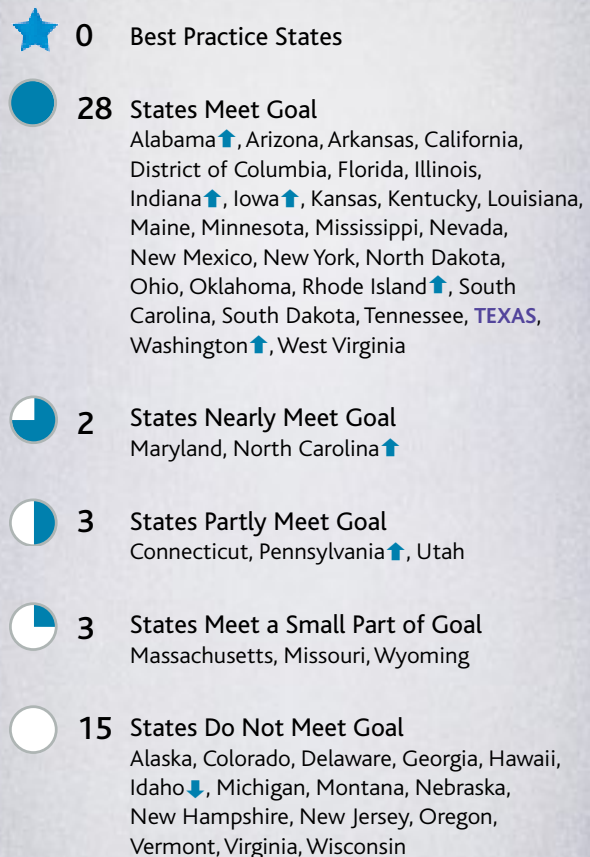 0 Best Practice States
28 States Meet Goal
Alabama⬆, Arizona, Arkansas, California,
District of Columbia, Florida, Illinois,
Indiana⬆, Iowa⬆, Kansas, Kentucky, Louisiana,
Maine, Minnesota, Mississippi, Nevada,
New Mexico, New York, North Dakota,
Ohio, Oklahoma, Rhode Island⬆, South
Carolina, South Dakota, Tennessee, TEXAS,
Washington⬆, West Virginia
2 States Nearly Meet Goal
Maryland, North Carolina⬆
3 States Partly Meet Goal
Connecticut, Pennsylvania⬆, Utah
3 States Meet a Small Part of Goal
Massachusetts, Missouri, Wyoming
15 States Do Not Meet Goal
Alaska, Colorado, Delaware, Georgia, Hawaii,
Idaho⬇, Michigan, Montana, Nebraska,
New Hampshire, New Jersey, Oregon,
Vermont, Virginia, Wisconsin